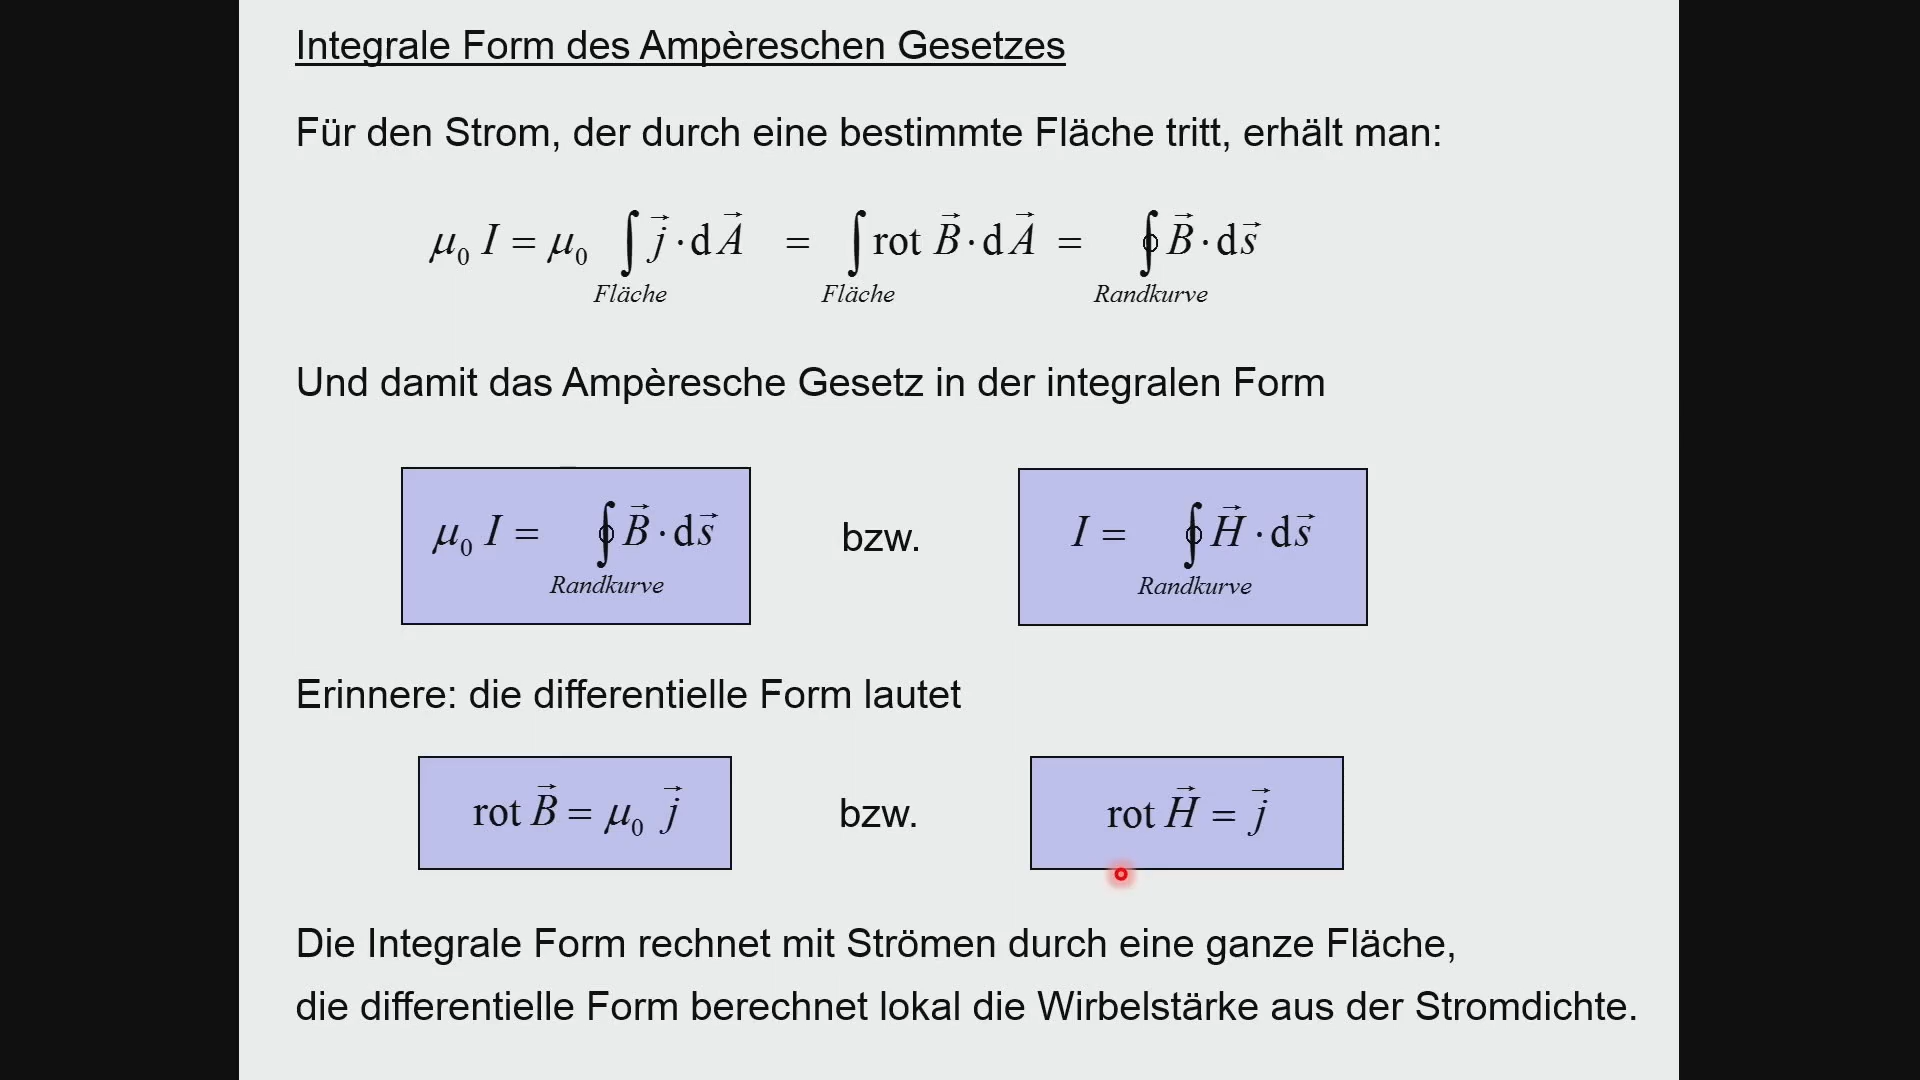 Integrale Form des Ampèreschen Gesetzes
Für den Strom, der durch eine bestimmte Fläche tritt, erhält man:
μ₀ I = μ₀ ∫ j⃗ · dA⃗ = ∫ rot B⃗ · dA⃗ = ∮ B⃗ · ds⃗
Fläche Fläche Randkurve
Und damit das Ampèresche Gesetz in der integralen Form
μ₀ I = ∮ B⃗ · ds⃗ bzw. I = ∮ H⃗ · ds⃗
Randkurve Randkurve
Erinnere: die differentielle Form lautet
rot B⃗ = μ₀ j⃗ bzw. rot H⃗ = j⃗
Die Integrale Form rechnet mit Strömen durch eine ganze Fläche,
die differentielle Form berechnet lokal die Wirbelstärke aus der Stromdichte.